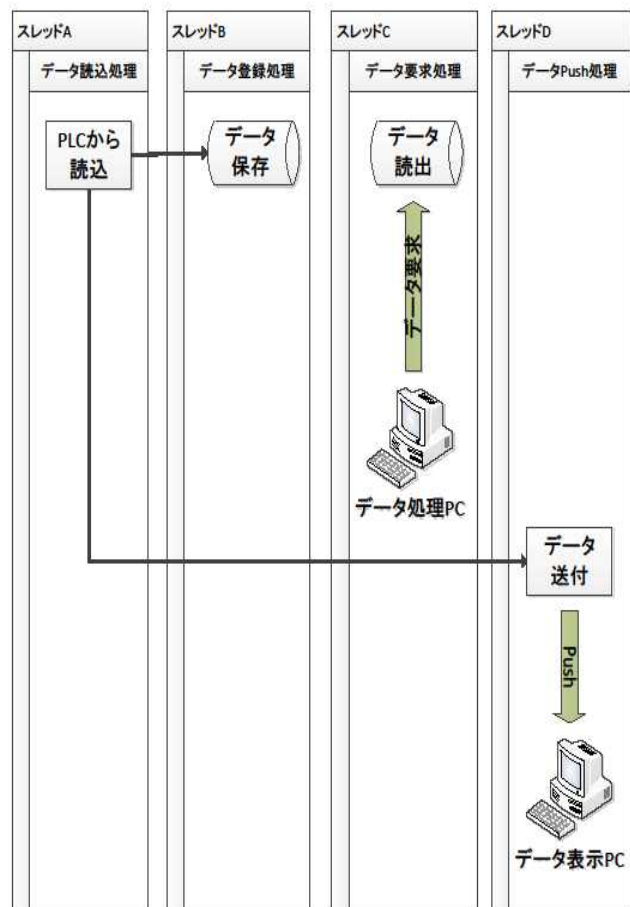 スレッドA
スレッドB
スレッドC
スレッドD
データ読込処理
データ登録処理
データ要求処理
データPush処理
PLCから
読込
データ
保存
データ
読出
データ要求
データ処理PC
データ
送付
Push
データ表示PC